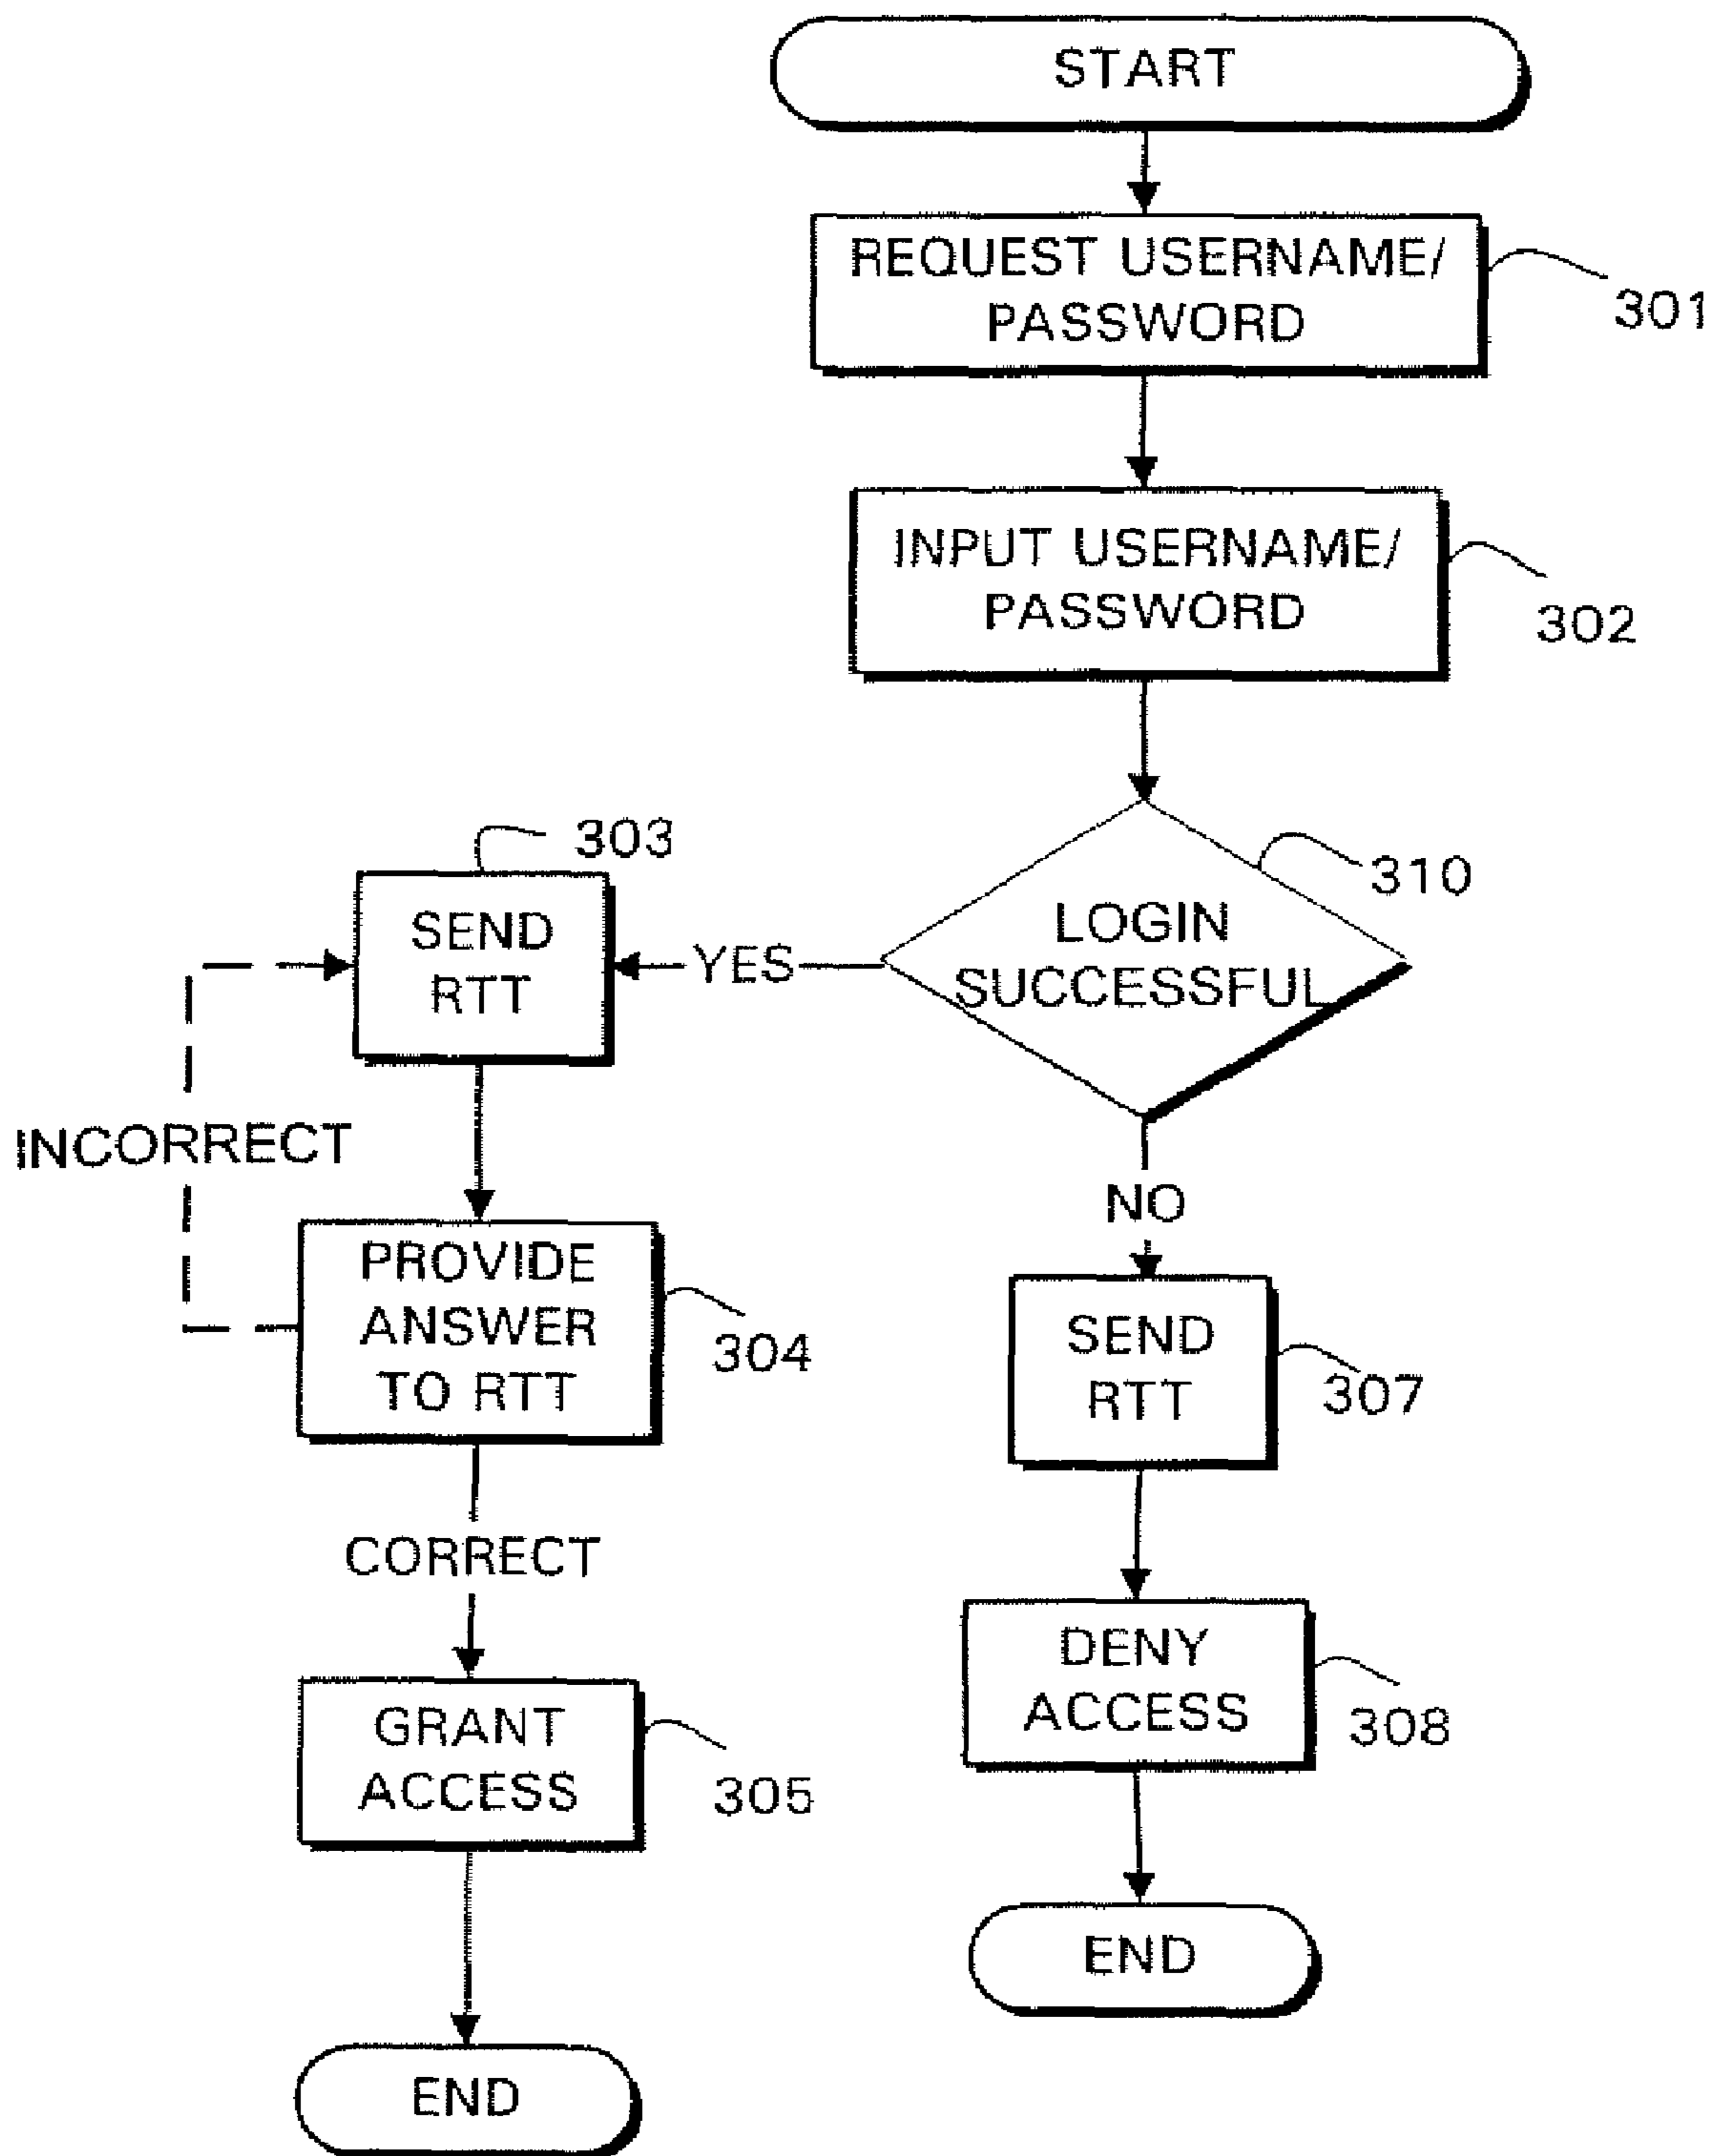 START
REQUEST USERNAME/
PASSWORD
301
INPUT USERNAME/
PASSWORD
302
303
SEND
RTT
YES
LOGIN
SUCCESSFUL
310
INCORRECT
NO
PROVIDE
ANSWER
TO RTT
304
SEND
RTT
307
CORRECT
DENY
ACCESS
308
GRANT
ACCESS
305
END
END